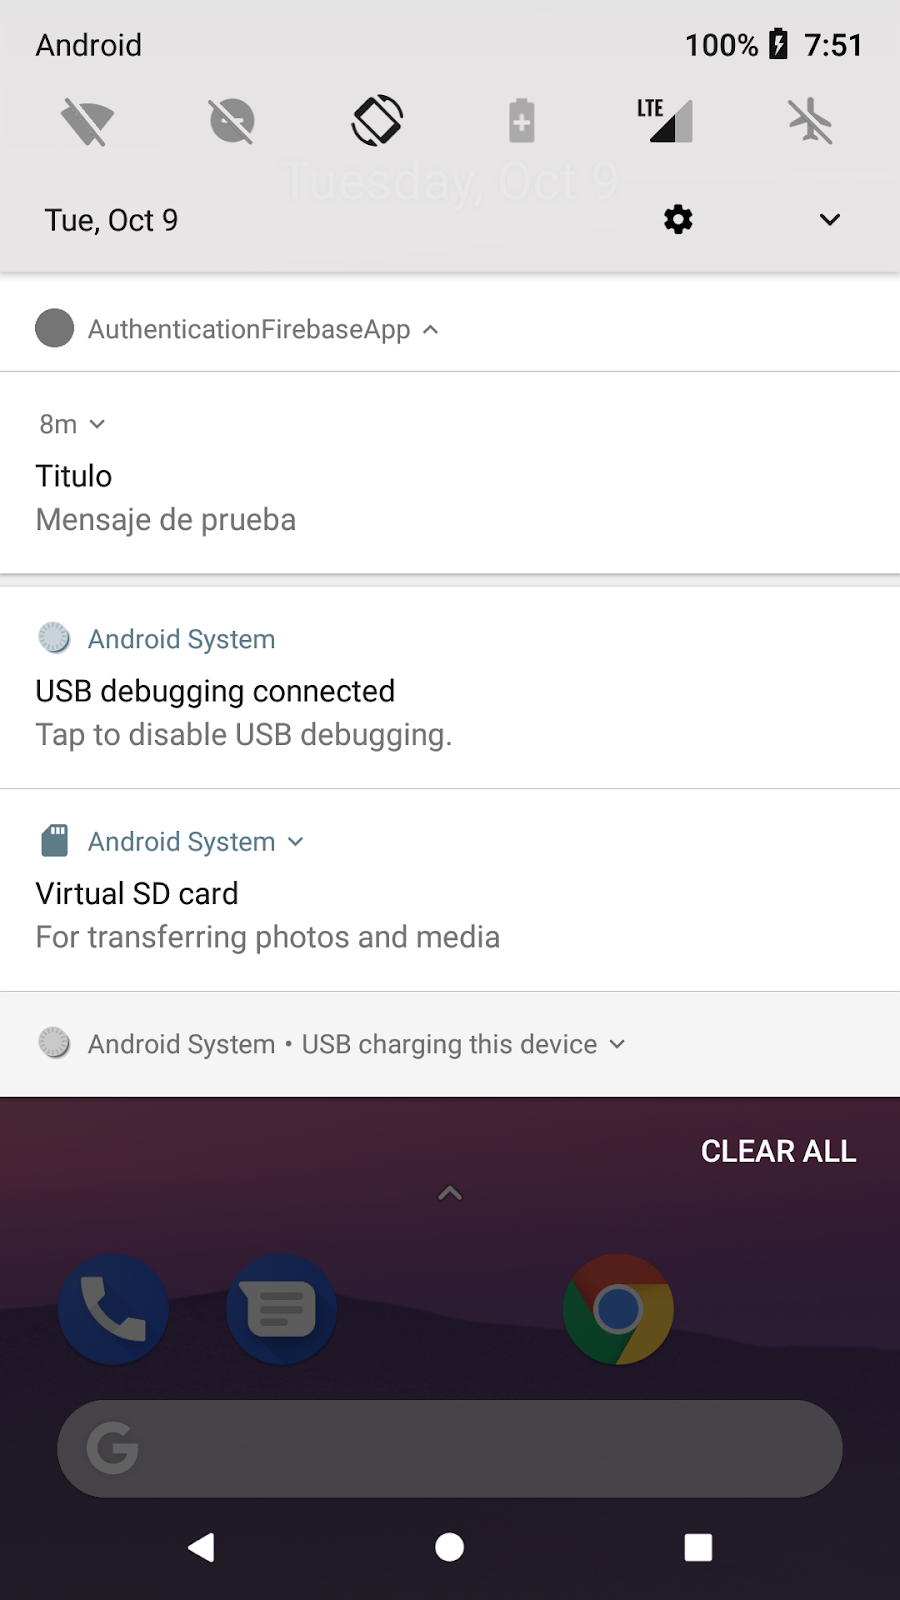 Android 100% 7:51
LTE
Tuesday, Oct 9
Tue, Oct 9
AuthenticationFirebaseApp
8m
Titulo
Mensaje de prueba
Android System
USB debugging connected
Tap to disable USB debugging.
Android System
Virtual SD card
For transferring photos and media
Android System • USB charging this device
CLEAR ALL
G